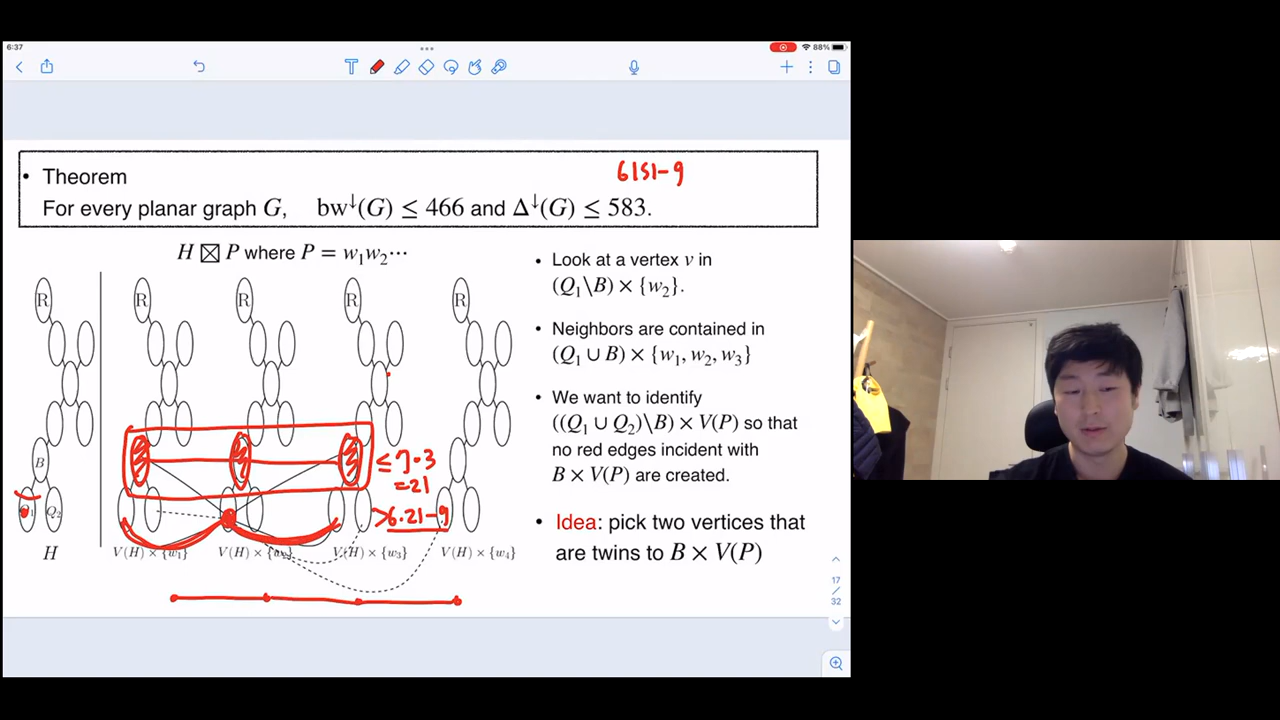 6:37
88%
T
6|S|-9
• Theorem
For every planar graph G, bw↓(G) ≤ 466 and Δ↓(G) ≤ 583.
H ⊠ P where P = w₁w₂⋯
R
R
R
R
R
B
Q₂
≤ 7·3
=21
> 6·21-9
H
V(H) × {w₁}
V(H) × {w₂}
V(H) × {w₃}
V(H) × {w₄}
• Look at a vertex v in
(Q₁\B) × {w₂}.
• Neighbors are contained in
(Q₁ ∪ B) × {w₁, w₂, w₃}
• We want to identify
((Q₁ ∪ Q₂)\B) × V(P) so that
no red edges incident with
B × V(P) are created.
• Idea: pick two vertices that
are twins to B × V(P)
17
/
32